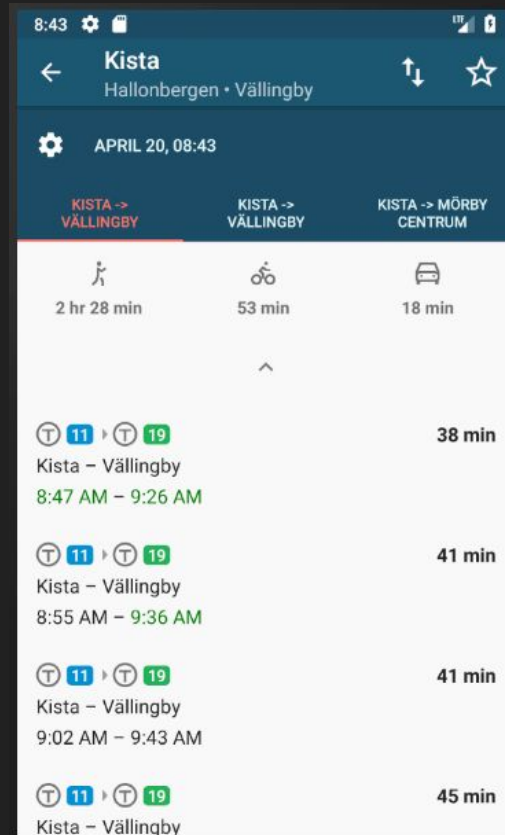 8:43 LTE
Kista
Hallonbergen • Vällingby
APRIL 20, 08:43
KISTA -> VÄLLINGBY
KISTA -> VÄLLINGBY
KISTA -> MÖRBY CENTRUM
2 hr 28 min 53 min 18 min
T 11 T 19 38 min
Kista – Vällingby
8:47 AM – 9:26 AM
T 11 T 19 41 min
Kista – Vällingby
8:55 AM – 9:36 AM
T 11 T 19 41 min
Kista – Vällingby
9:02 AM – 9:43 AM
T 11 T 19 45 min
Kista – Vällingby